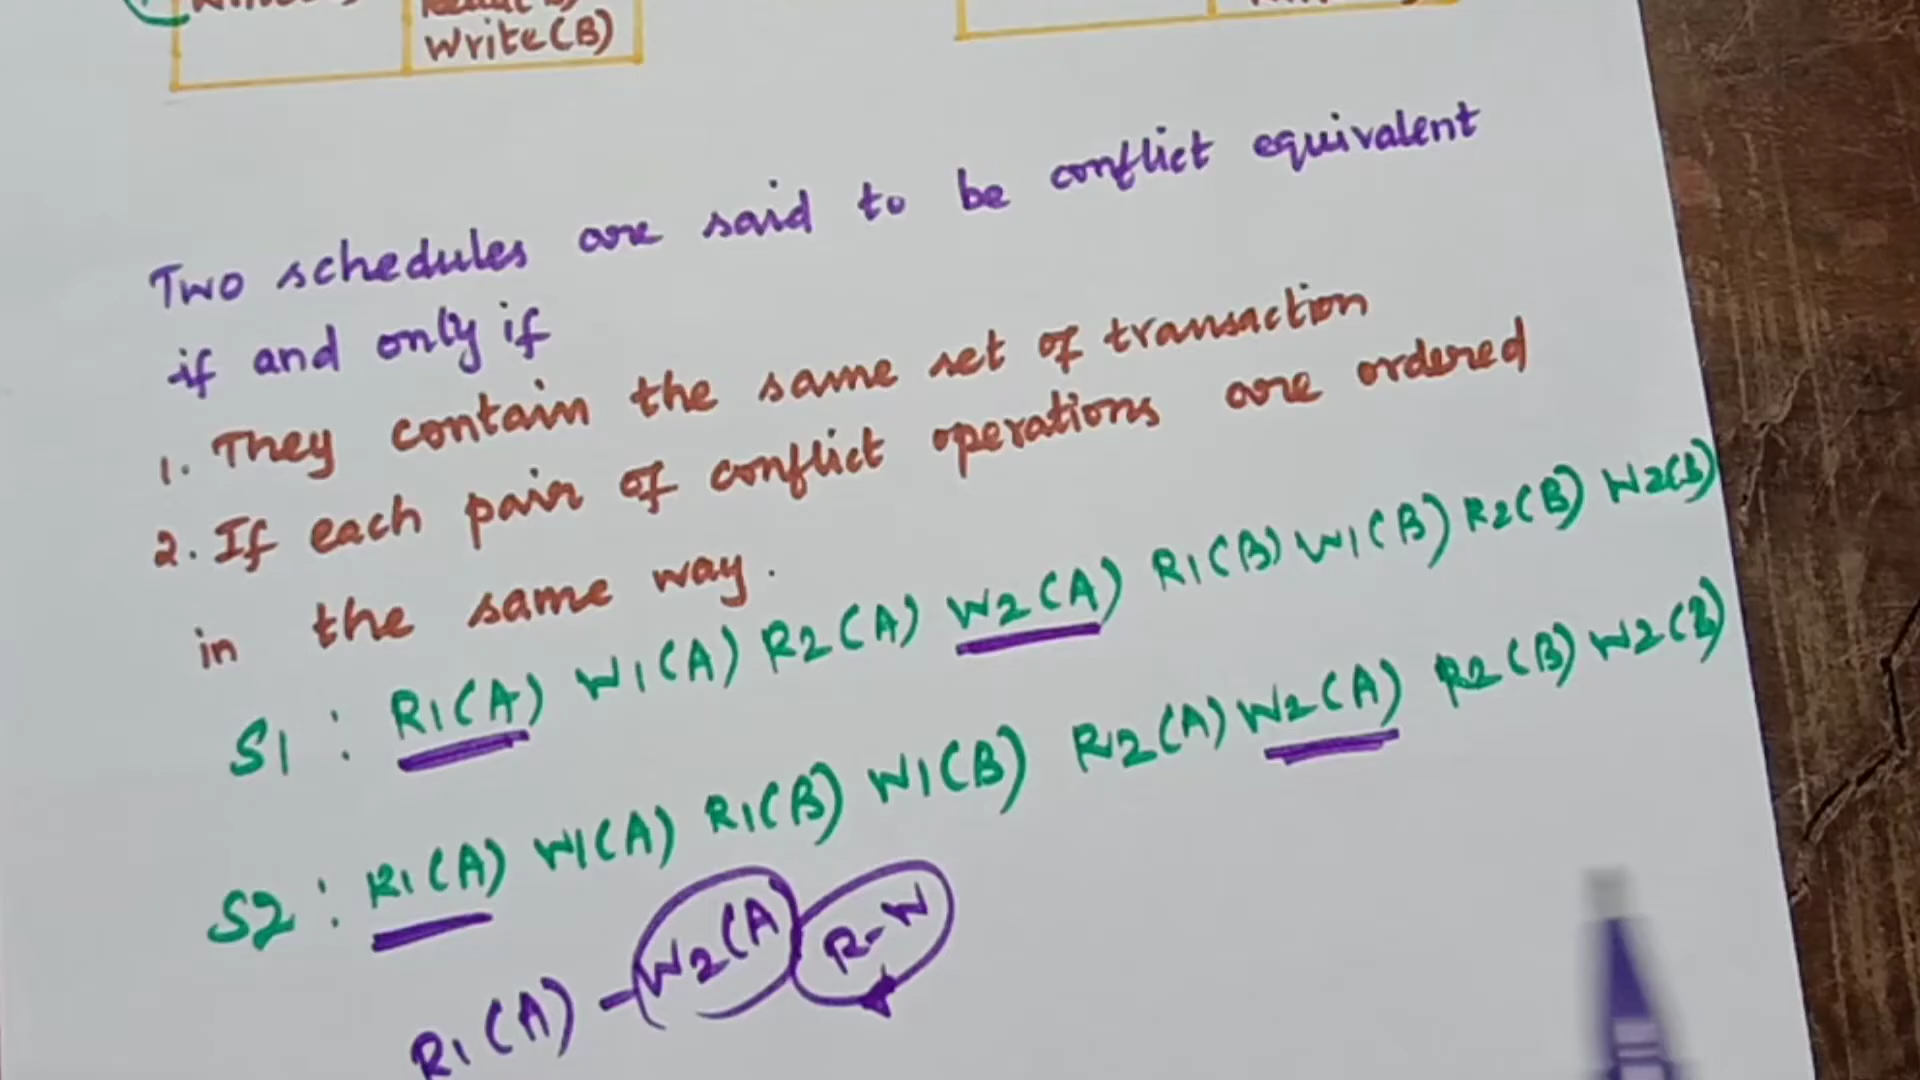 Write(B)
Two schedules are said to be conflict equivalent
if and only if
1. They contain the same set of transaction
2. If each pair of conflict operations are ordered
in the same way.
S1 : R1(A) W1(A) R2(A) W2(A) R1(B) W1(B) R2(B) W2(B)
S2 : R1(A) W1(A) R1(B) W1(B) R2(A) W2(A) R2(B) W2(B)
R1(A) - W2(A R-W